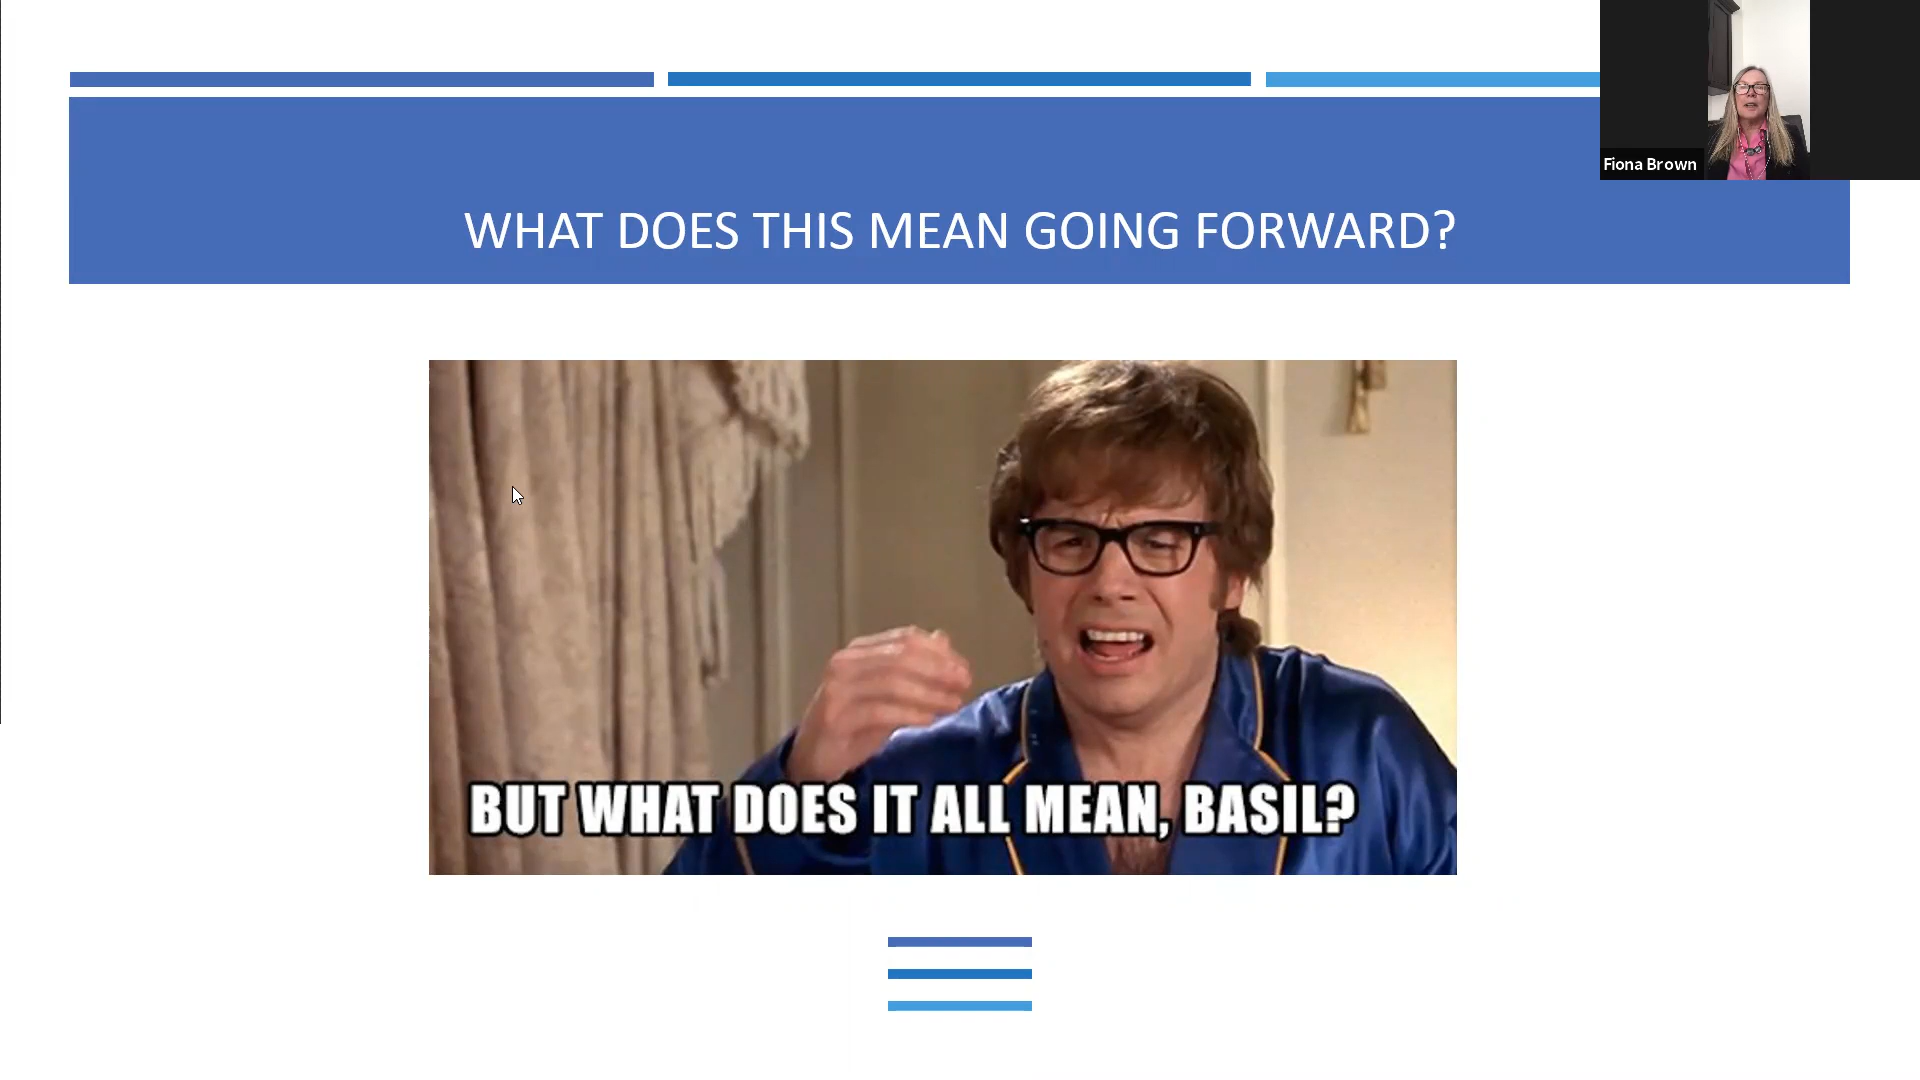 Fiona Brown
WHAT DOES THIS MEAN GOING FORWARD?
BUT WHAT DOES IT ALL MEAN, BASIL?